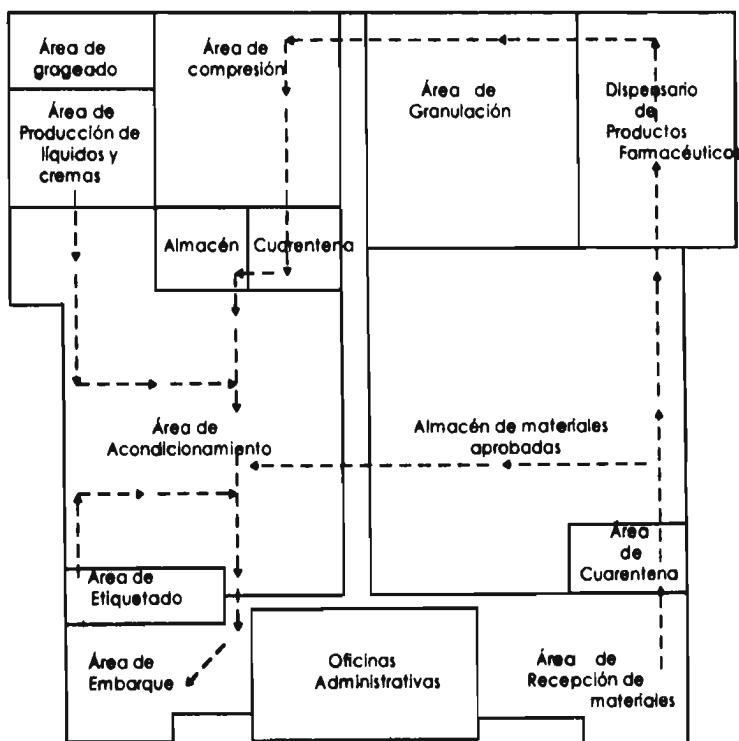 Área de
grageado
Área de
compresión
Área de
Granulación
Dispensario
de
Productos
Farmacéuticos
Área de
Producción de
líquidos y
cremas
Almacén
Cuarentena
Área de
Acondicionamiento
Almacén de materiales
aprobadas
Área
de
Cuarentena
Área de
Etiquetado
Área de
Embarque
Oficinas
Administrativas
Área de
Recepción de
materiales